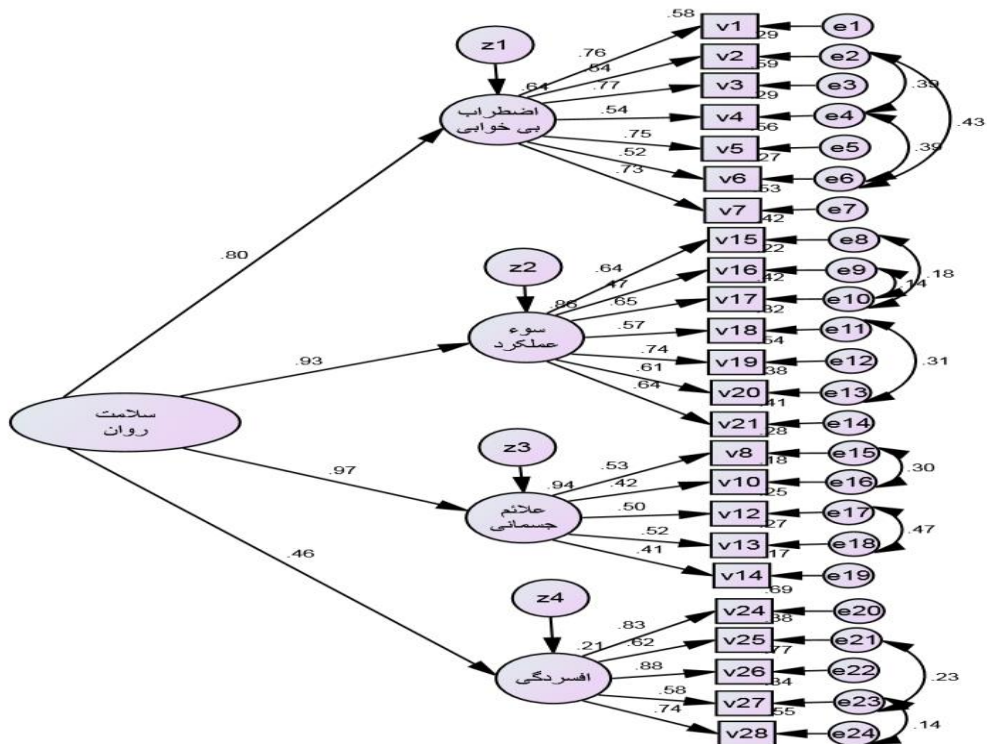 .58
v1
e1
z1
.29
.76
v2
e2
.54
.59
.64
.77
v3
e3
.39
.29
اضطراب
بی خوابی
.54
v4
e4
.43
.56
.75
v5
e5
.39
.27
.52
v6
e6
.53
.73
v7
e7
.42
.80
v15
e8
.22
z2
.64
v16
e9
.18
.42
.47
.14
.86
.65
v17
e10
.32
سوء
عملکرد
.57
v18
e11
.54
.93
.74
v19
e12
.31
.38
.61
v20
e13
.41
.64
v21
e14
.28
سلامت
روان
z3
.53
v8
e15
.18
.30
.97
.94
.42
v10
e16
.25
علائم
جسمانی
.50
v12
e17
.27
.52
v13
e18
.47
.17
.41
v14
e19
.69
.46
z4
.83
v24
e20
.38
.21
.62
v25
e21
.77
افسردگی
.88
v26
e22
.23
.34
.58
v27
e23
.55
.74
v28
e24
.14